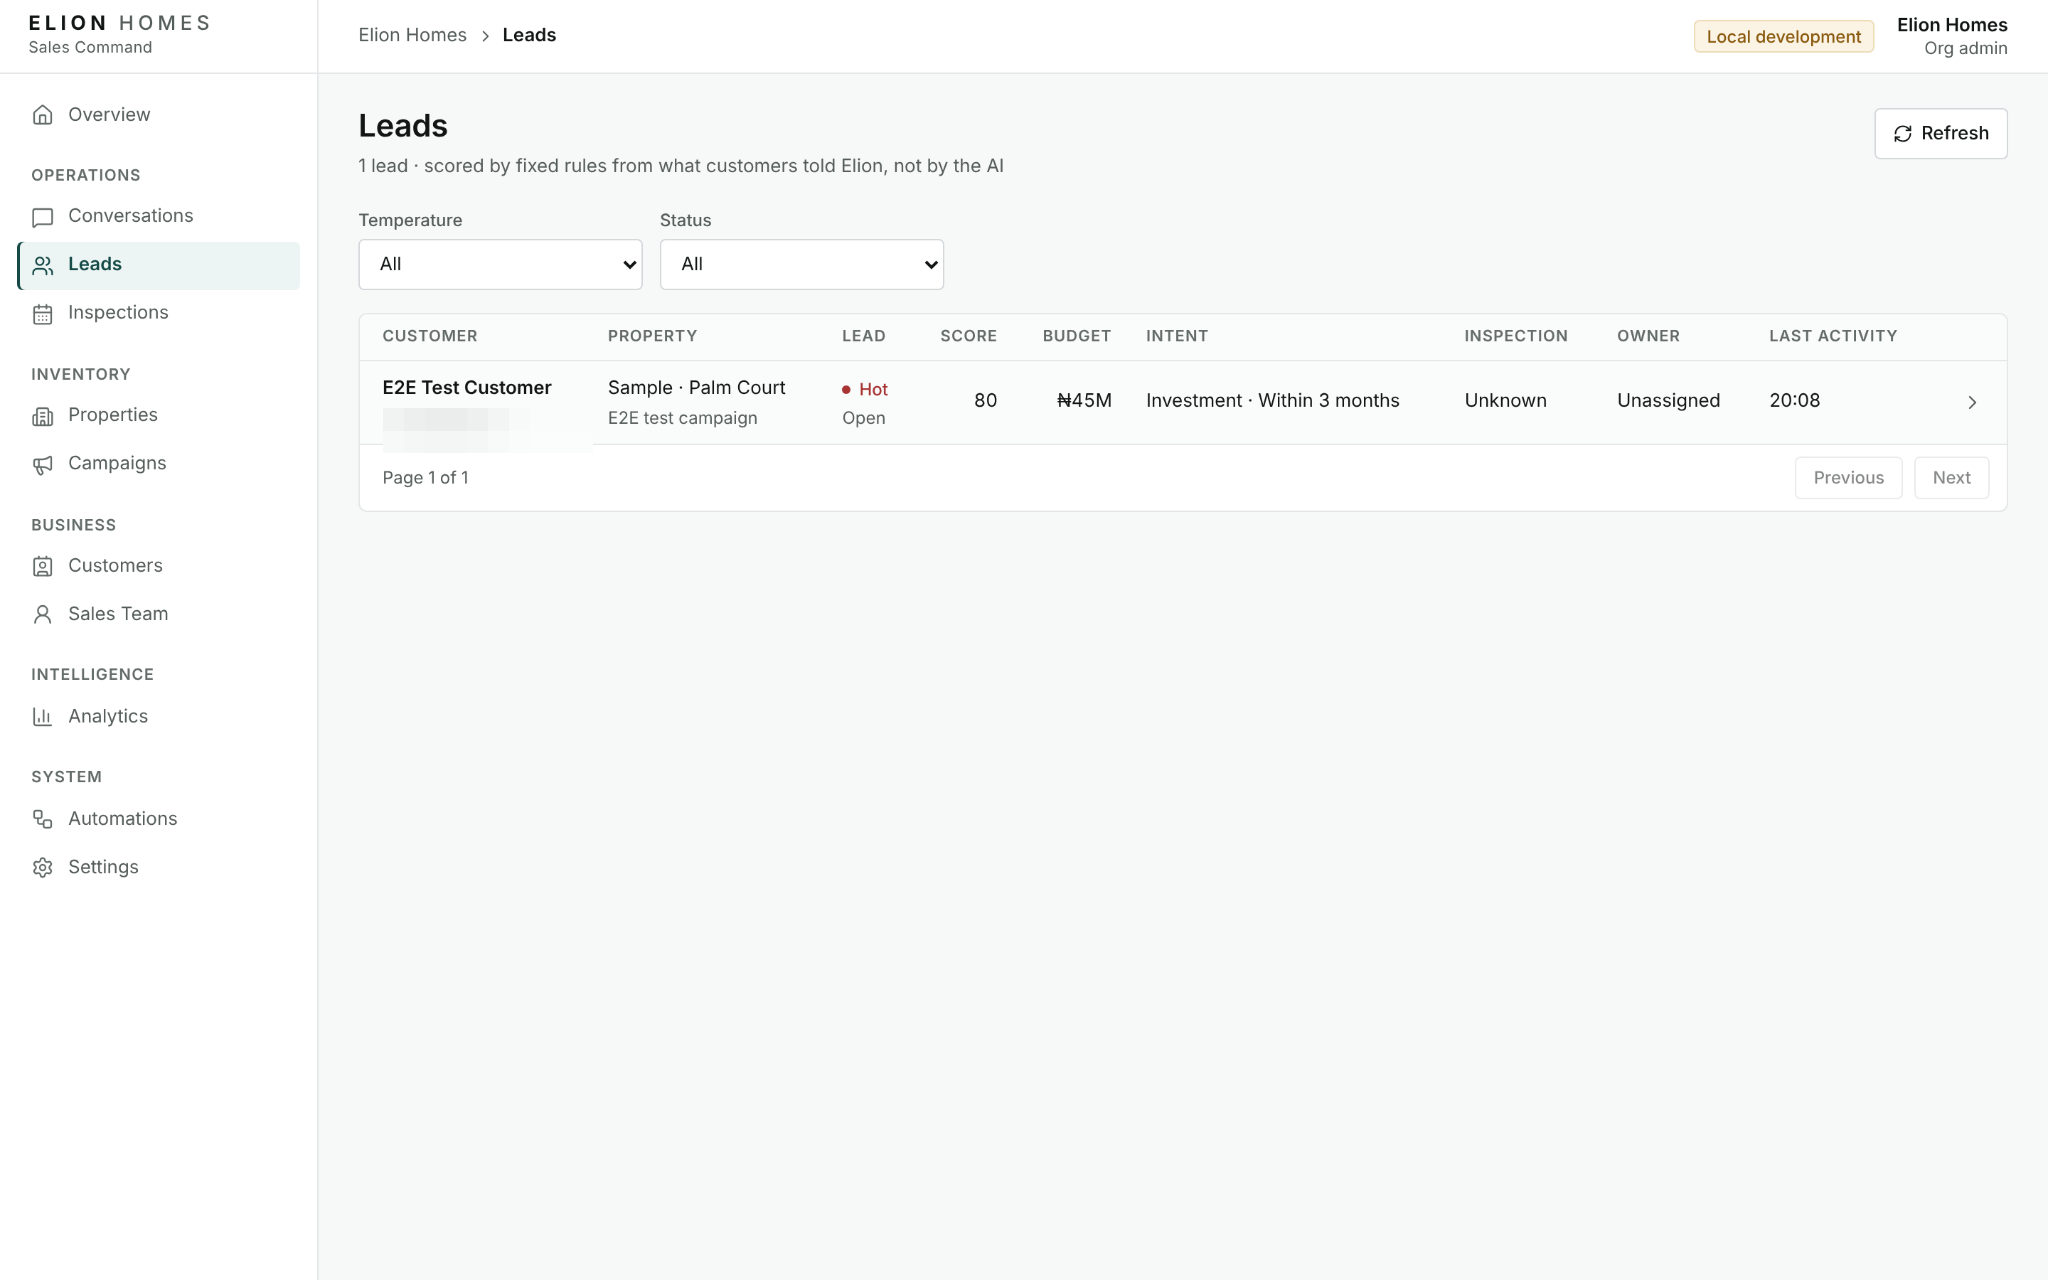 ELION HOMES
Sales Command
Elion Homes > Leads
Local development
Elion Homes
Org admin
Overview
OPERATIONS
Conversations
Leads
Inspections
INVENTORY
Properties
Campaigns
BUSINESS
Customers
Sales Team
INTELLIGENCE
Analytics
SYSTEM
Automations
Settings
Leads
1 lead · scored by fixed rules from what customers told Elion, not by the AI
Refresh
Temperature
Status
All
All
CUSTOMER PROPERTY LEAD SCORE BUDGET INTENT INSPECTION OWNER LAST ACTIVITY
E2E Test Customer Sample · Palm Court Hot 80 ₦45M Investment · Within 3 months Unknown Unassigned 20:08
E2E test campaign Open
Page 1 of 1
Previous Next